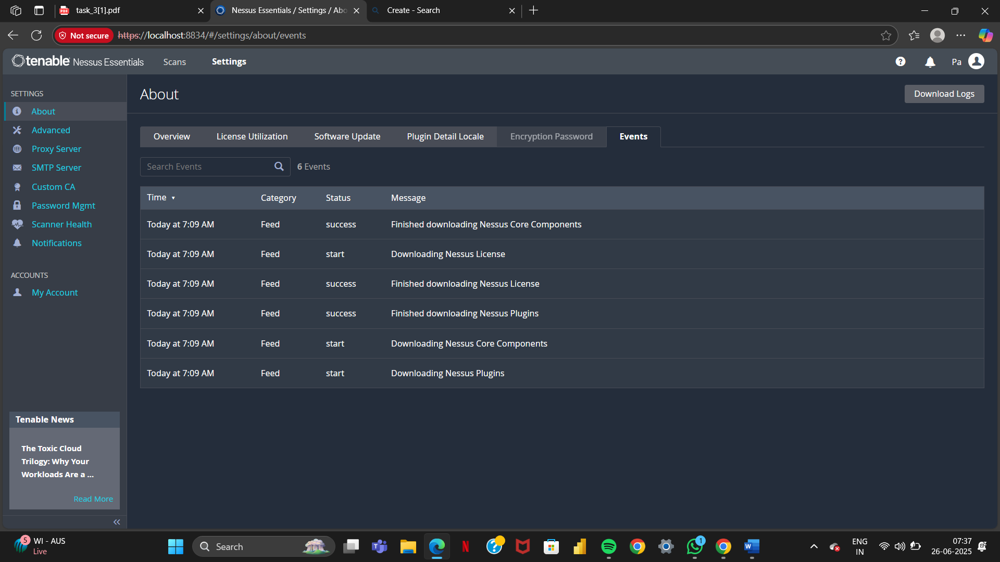 task_3[1].pdf
Nessus Essentials / Settings / Abo
Create - Search
Not secure
https://localhost:8834/#/settings/about/events
tenable Nessus Essentials
Scans
Settings
Pa
SETTINGS
About
Advanced
Proxy Server
SMTP Server
Custom CA
Password Mgmt
Scanner Health
Notifications
ACCOUNTS
My Account
Tenable News
The Toxic Cloud
Trilogy: Why Your
Workloads Are a ...
Read More
About
Download Logs
Overview
License Utilization
Software Update
Plugin Detail Locale
Encryption Password
Events
Search Events
6 Events
Time Category Status Message
Today at 7:09 AM Feed success Finished downloading Nessus Core Components
Today at 7:09 AM Feed start Downloading Nessus License
Today at 7:09 AM Feed success Finished downloading Nessus License
Today at 7:09 AM Feed success Finished downloading Nessus Plugins
Today at 7:09 AM Feed start Downloading Nessus Core Components
Today at 7:09 AM Feed start Downloading Nessus Plugins
5
WI - AUS
Live
Search
1
ENG
IN
07:37
26-06-2025